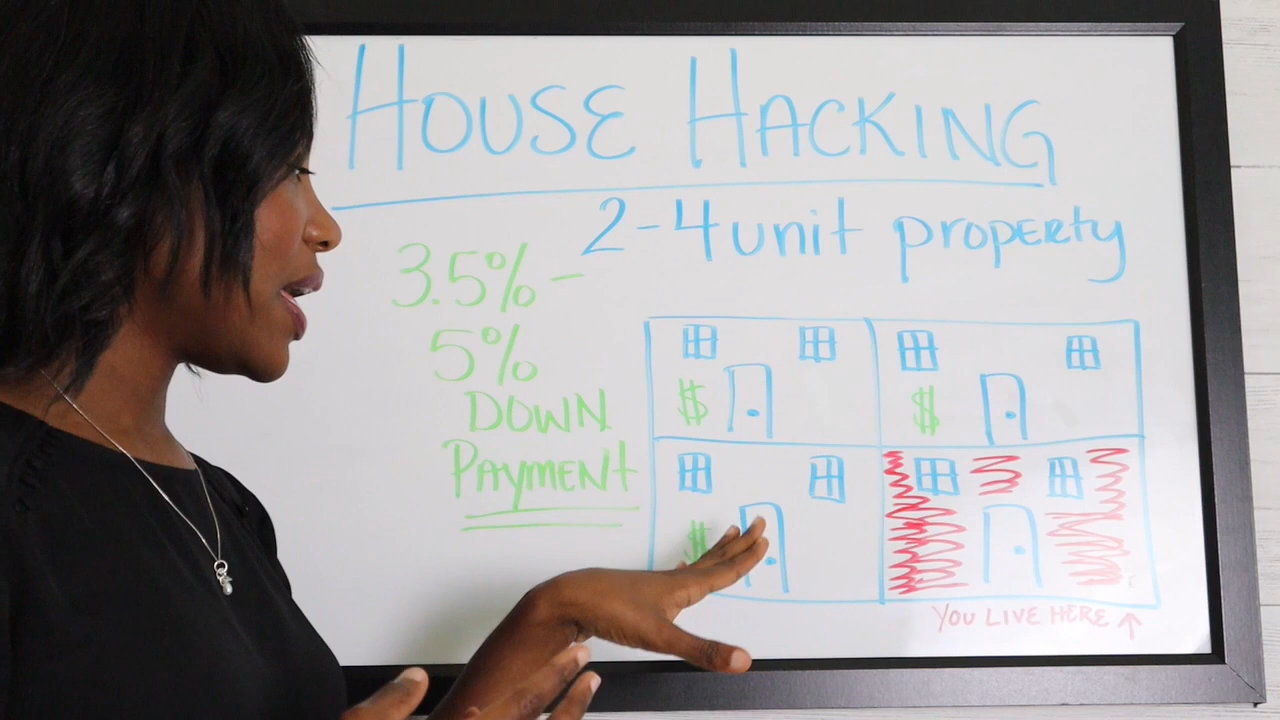 HOUSE HACKING
2-4 unit property
3.5% -
5%
DOWN
PAYMENT
$ $
$
YOU LIVE HERE ↑